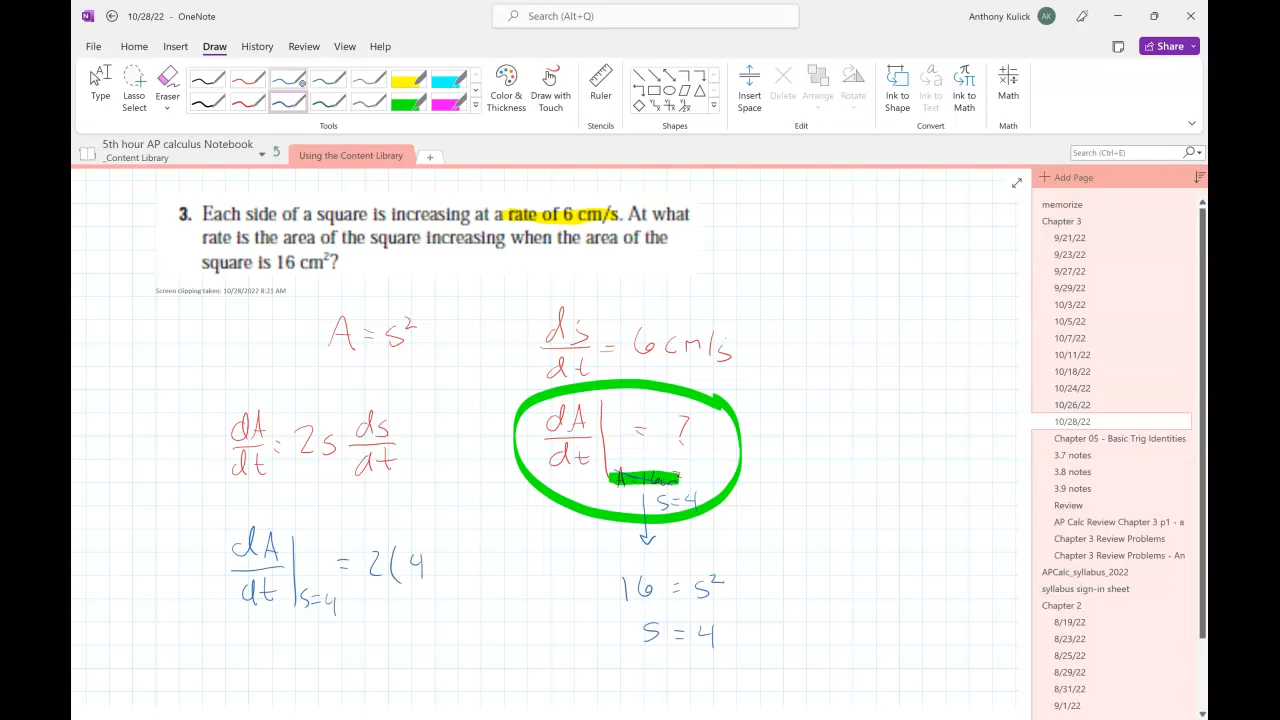 10/28/22 - OneNote
Search (Alt+Q)
Anthony Kulick AK
File Home Insert Draw History Review View Help
Share
Type
Lasso Select
Eraser
Color & Thickness
Draw with Touch
Ruler
Shapes
Insert Space
Delete
Arrange
Rotate
Ink to Shape
Ink to Text
Ink to Math
Math
Tools Stencils Shapes Edit Convert Math
5th hour AP calculus Notebook
_Content Library
Using the Content Library
Search (Ctrl+E)
Add Page
3. Each side of a square is increasing at a rate of 6 cm/s. At what
rate is the area of the square increasing when the area of the
square is 16 cm²?
Screen clipping taken: 10/28/2022 8:21 AM
A = s²
ds/dt = 6 cm/s
dA/dt = 2s ds/dt
dA/dt | = ?
s=4
dA/dt | s=4 = 2(4
16 = s²
s = 4
memorize
Chapter 3
9/21/22
9/23/22
9/27/22
9/29/22
10/3/22
10/5/22
10/7/22
10/11/22
10/18/22
10/24/22
10/26/22
10/28/22
Chapter 05 - Basic Trig Identities
3.7 notes
3.8 notes
3.9 notes
Review
AP Calc Review Chapter 3 p1 - a
Chapter 3 Review Problems
Chapter 3 Review Problems - An
APCalc_syllabus_2022
syllabus sign-in sheet
Chapter 2
8/19/22
8/23/22
8/25/22
8/29/22
8/31/22
9/1/22